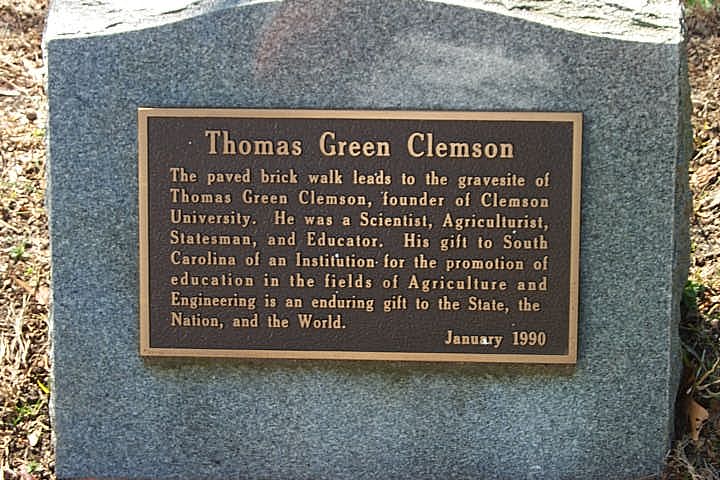 Thomas Green Clemson
The paved brick walk leads to the gravesite of
Thomas Green Clemson, founder of Clemson
University. He was a Scientist, Agriculturist,
Statesman, and Educator. His gift to South
Carolina of an Institution for the promotion of
education in the fields of Agriculture and
Engineering is an enduring gift to the State, the
Nation, and the World.
January 1990